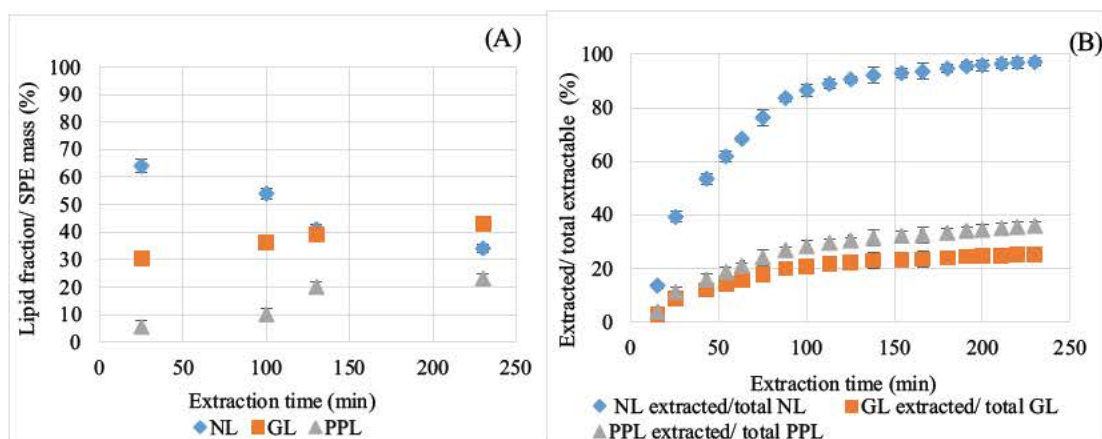 (A)
Lipid fraction/ SPE mass (%)
100
90
80
70
60
50
40
30
20
10
0
0 50 100 150 200 250
Extraction time (min)
NL GL PPL
(B)
Extracted/ total extractable (%)
100
80
60
40
20
0
0 50 100 150 200 250
Extraction time (min)
NL extracted/total NL GL extracted/ total GL
PPL extracted/ total PPL